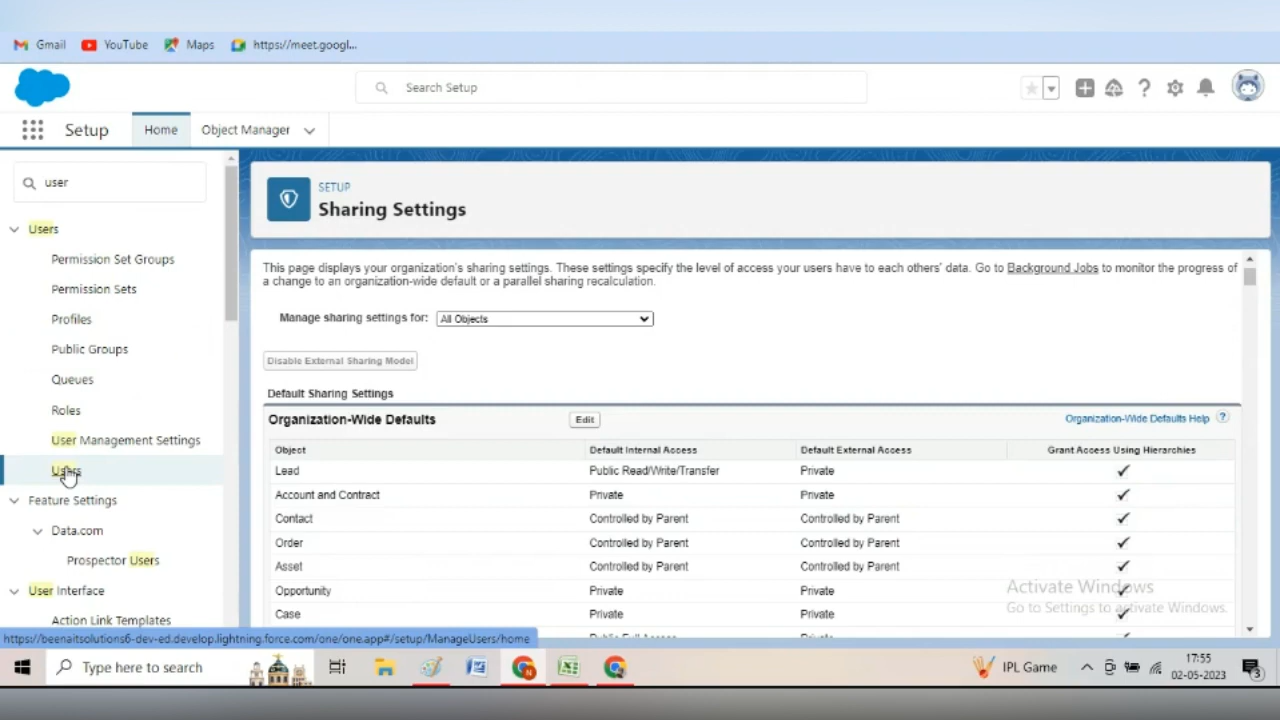 Gmail
YouTube
Maps
https://meet.googl...
Search Setup
Setup
Home
Object Manager
user
Users
Permission Set Groups
Permission Sets
Profiles
Public Groups
Queues
Roles
User Management Settings
Users
Feature Settings
Data.com
Prospector Users
User Interface
Action Link Templates
SETUP
Sharing Settings
This page displays your organization's sharing settings. These settings specify the level of access your users have to each others' data. Go to Background Jobs to monitor the progress of
a change to an organization-wide default or a parallel sharing recalculation.
Manage sharing settings for: All Objects
Disable External Sharing Model
Default Sharing Settings
Organization-Wide Defaults Edit Organization-Wide Defaults Help ?
Object Default Internal Access Default External Access Grant Access Using Hierarchies
Lead Public Read/Write/Transfer Private
Account and Contract Private Private
Contact Controlled by Parent Controlled by Parent
Order Controlled by Parent Controlled by Parent
Asset Controlled by Parent Controlled by Parent
Opportunity Private Private
Case Private Private
Activate Windows
Go to Settings to activate Windows.
https://beenaitsolutions6-dev-ed.develop.lightning.force.com/one/one.app#/setup/ManageUsers/home
Type here to search
IPL Game
17:55
02-05-2023
3